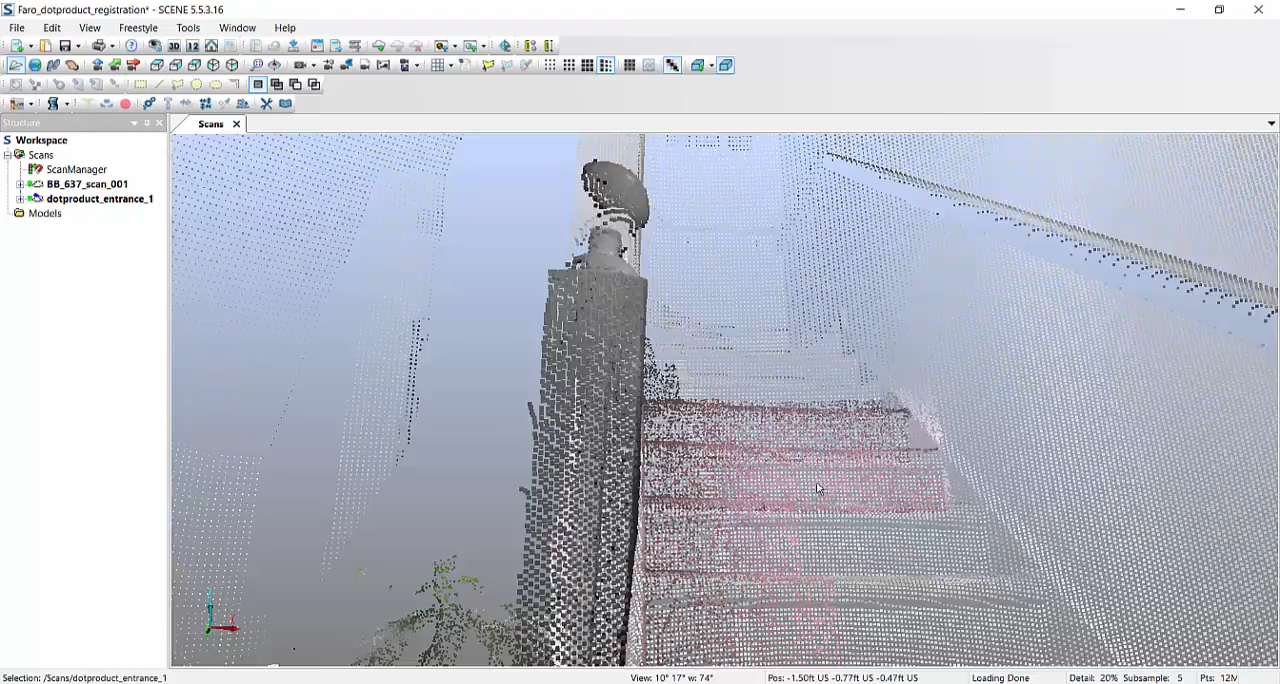 Faro_dotproduct_registration* - SCENE 5.5.3.16
File Edit View Freestyle Tools Window Help
Structure
Scans
Workspace
Scans
ScanManager
BB_637_scan_001
dotproduct_entrance_1
Models
Selection: /Scans/dotproduct_entrance_1 View: 10° 17° w: 74° Pos: -1.50ft US -0.77ft US -0.47ft US Loading Done Detail: 20% Subsample: 5 Pts: 12M